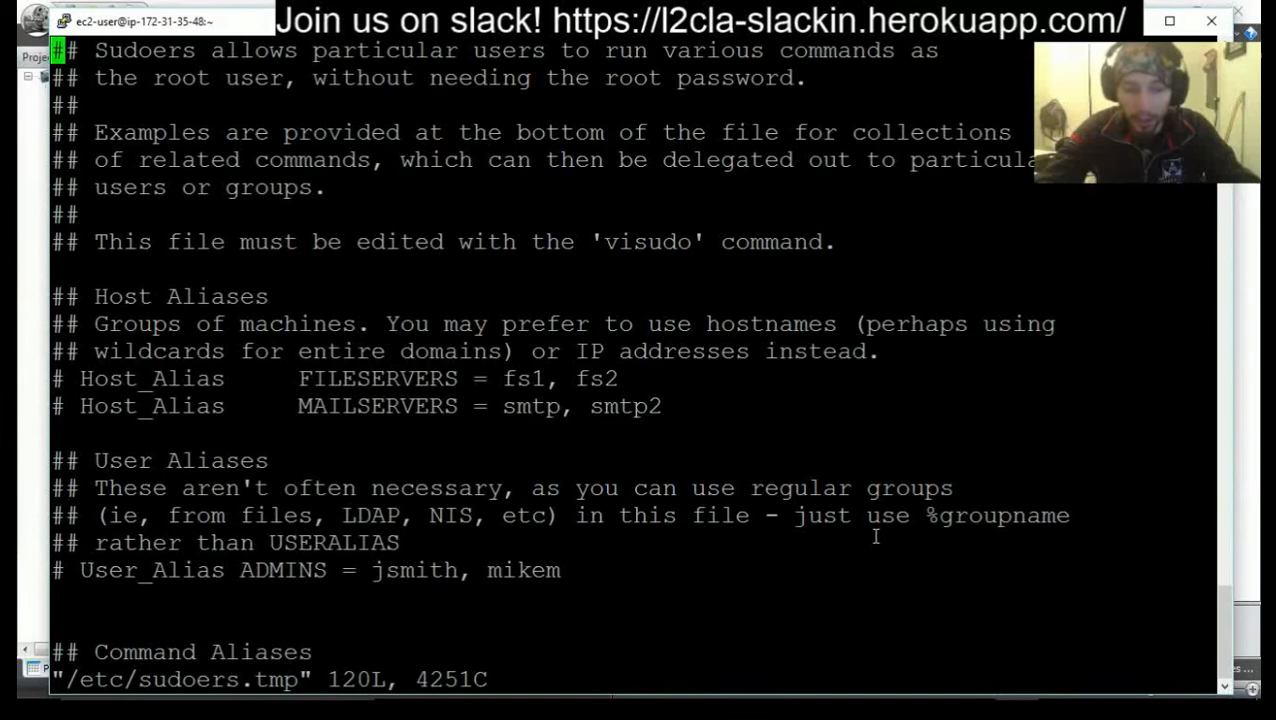 ec2-user@ip-172-31-35-48:~
Join us on slack! https://l2cla-slackin.herokuapp.com/
Projec
## Sudoers allows particular users to run various commands as
## the root user, without needing the root password.
##
## Examples are provided at the bottom of the file for collections
## of related commands, which can then be delegated out to particula
## users or groups.
##
## This file must be edited with the 'visudo' command.
## Host Aliases
## Groups of machines. You may prefer to use hostnames (perhaps using
## wildcards for entire domains) or IP addresses instead.
# Host_Alias     FILESERVERS = fs1, fs2
# Host_Alias     MAILSERVERS = smtp, smtp2
## User Aliases
## These aren't often necessary, as you can use regular groups
## (ie, from files, LDAP, NIS, etc) in this file - just use %groupname
## rather than USERALIAS
# User_Alias ADMINS = jsmith, mikem
## Command Aliases
"/etc/sudoers.tmp" 120L, 4251C